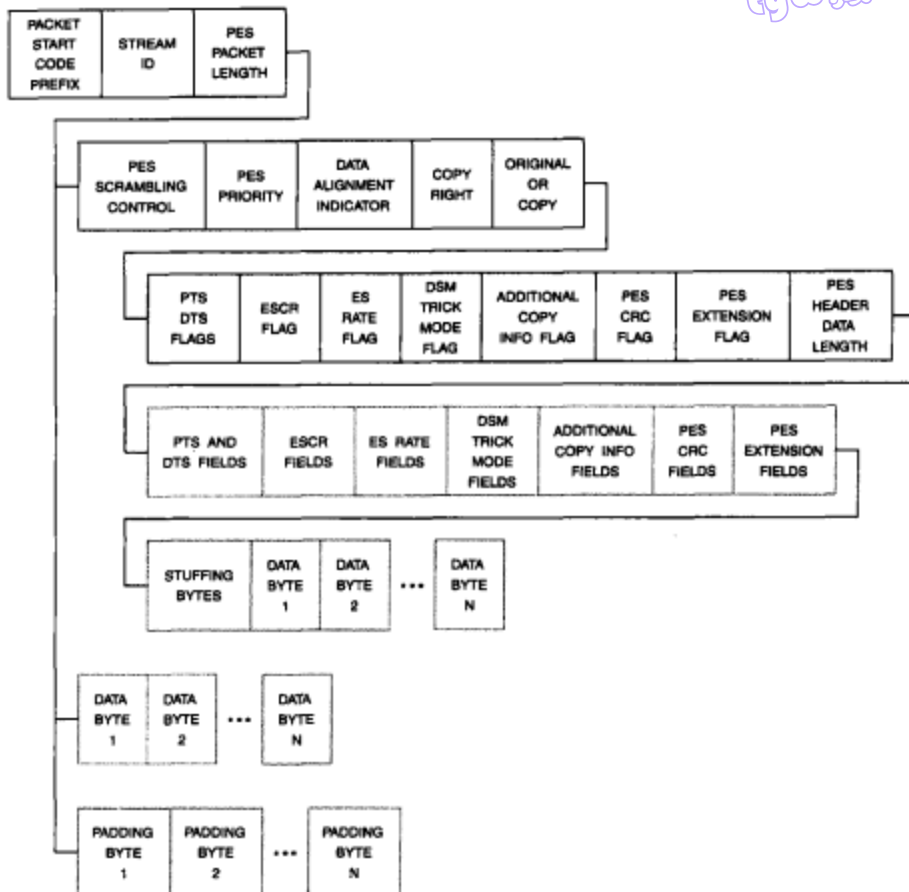 PACKET
START
CODE
PREFIX
STREAM
ID
PES
PACKET
LENGTH
PES
SCRAMBLING
CONTROL
PES
PRIORITY
DATA
ALIGNMENT
INDICATOR
COPY
RIGHT
ORIGINAL
OR
COPY
PTS
DTS
FLAGS
ESCR
FLAG
ES
RATE
FLAG
DSM
TRICK
MODE
FLAG
ADDITIONAL
COPY
INFO FLAG
PES
CRC
FLAG
PES
EXTENSION
FLAG
PES
HEADER
DATA
LENGTH
PTS AND
DTS FIELDS
ESCR
FIELDS
ES RATE
FIELDS
DSM
TRICK
MODE
FIELDS
ADDITIONAL
COPY INFO
FIELDS
PES
CRC
FIELDS
PES
EXTENSION
FIELDS
STUFFING
BYTES
DATA
BYTE
1
DATA
BYTE
2
•••
DATA
BYTE
N
DATA
BYTE
1
DATA
BYTE
2
•••
DATA
BYTE
N
PADDING
BYTE
1
PADDING
BYTE
2
•••
PADDING
BYTE
N